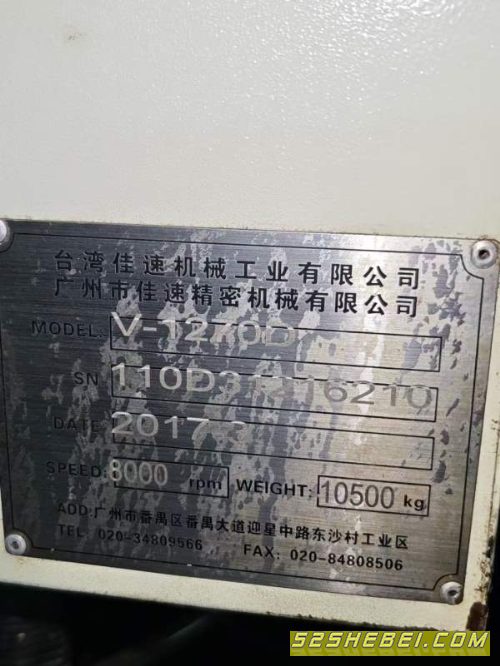 台湾佳速机械工业有限公司
广州市佳速精密机械有限公司
MODEL: V-1270D
SN
DATE 2017
SPEED: 8000 rpm WEIGHT: 10500 kg
ADD:广州市番禺区番禺大道迎星中路东沙村工业区
TEL: 020-34809566 FAX: 020-84808506
52SHEBEI.COM